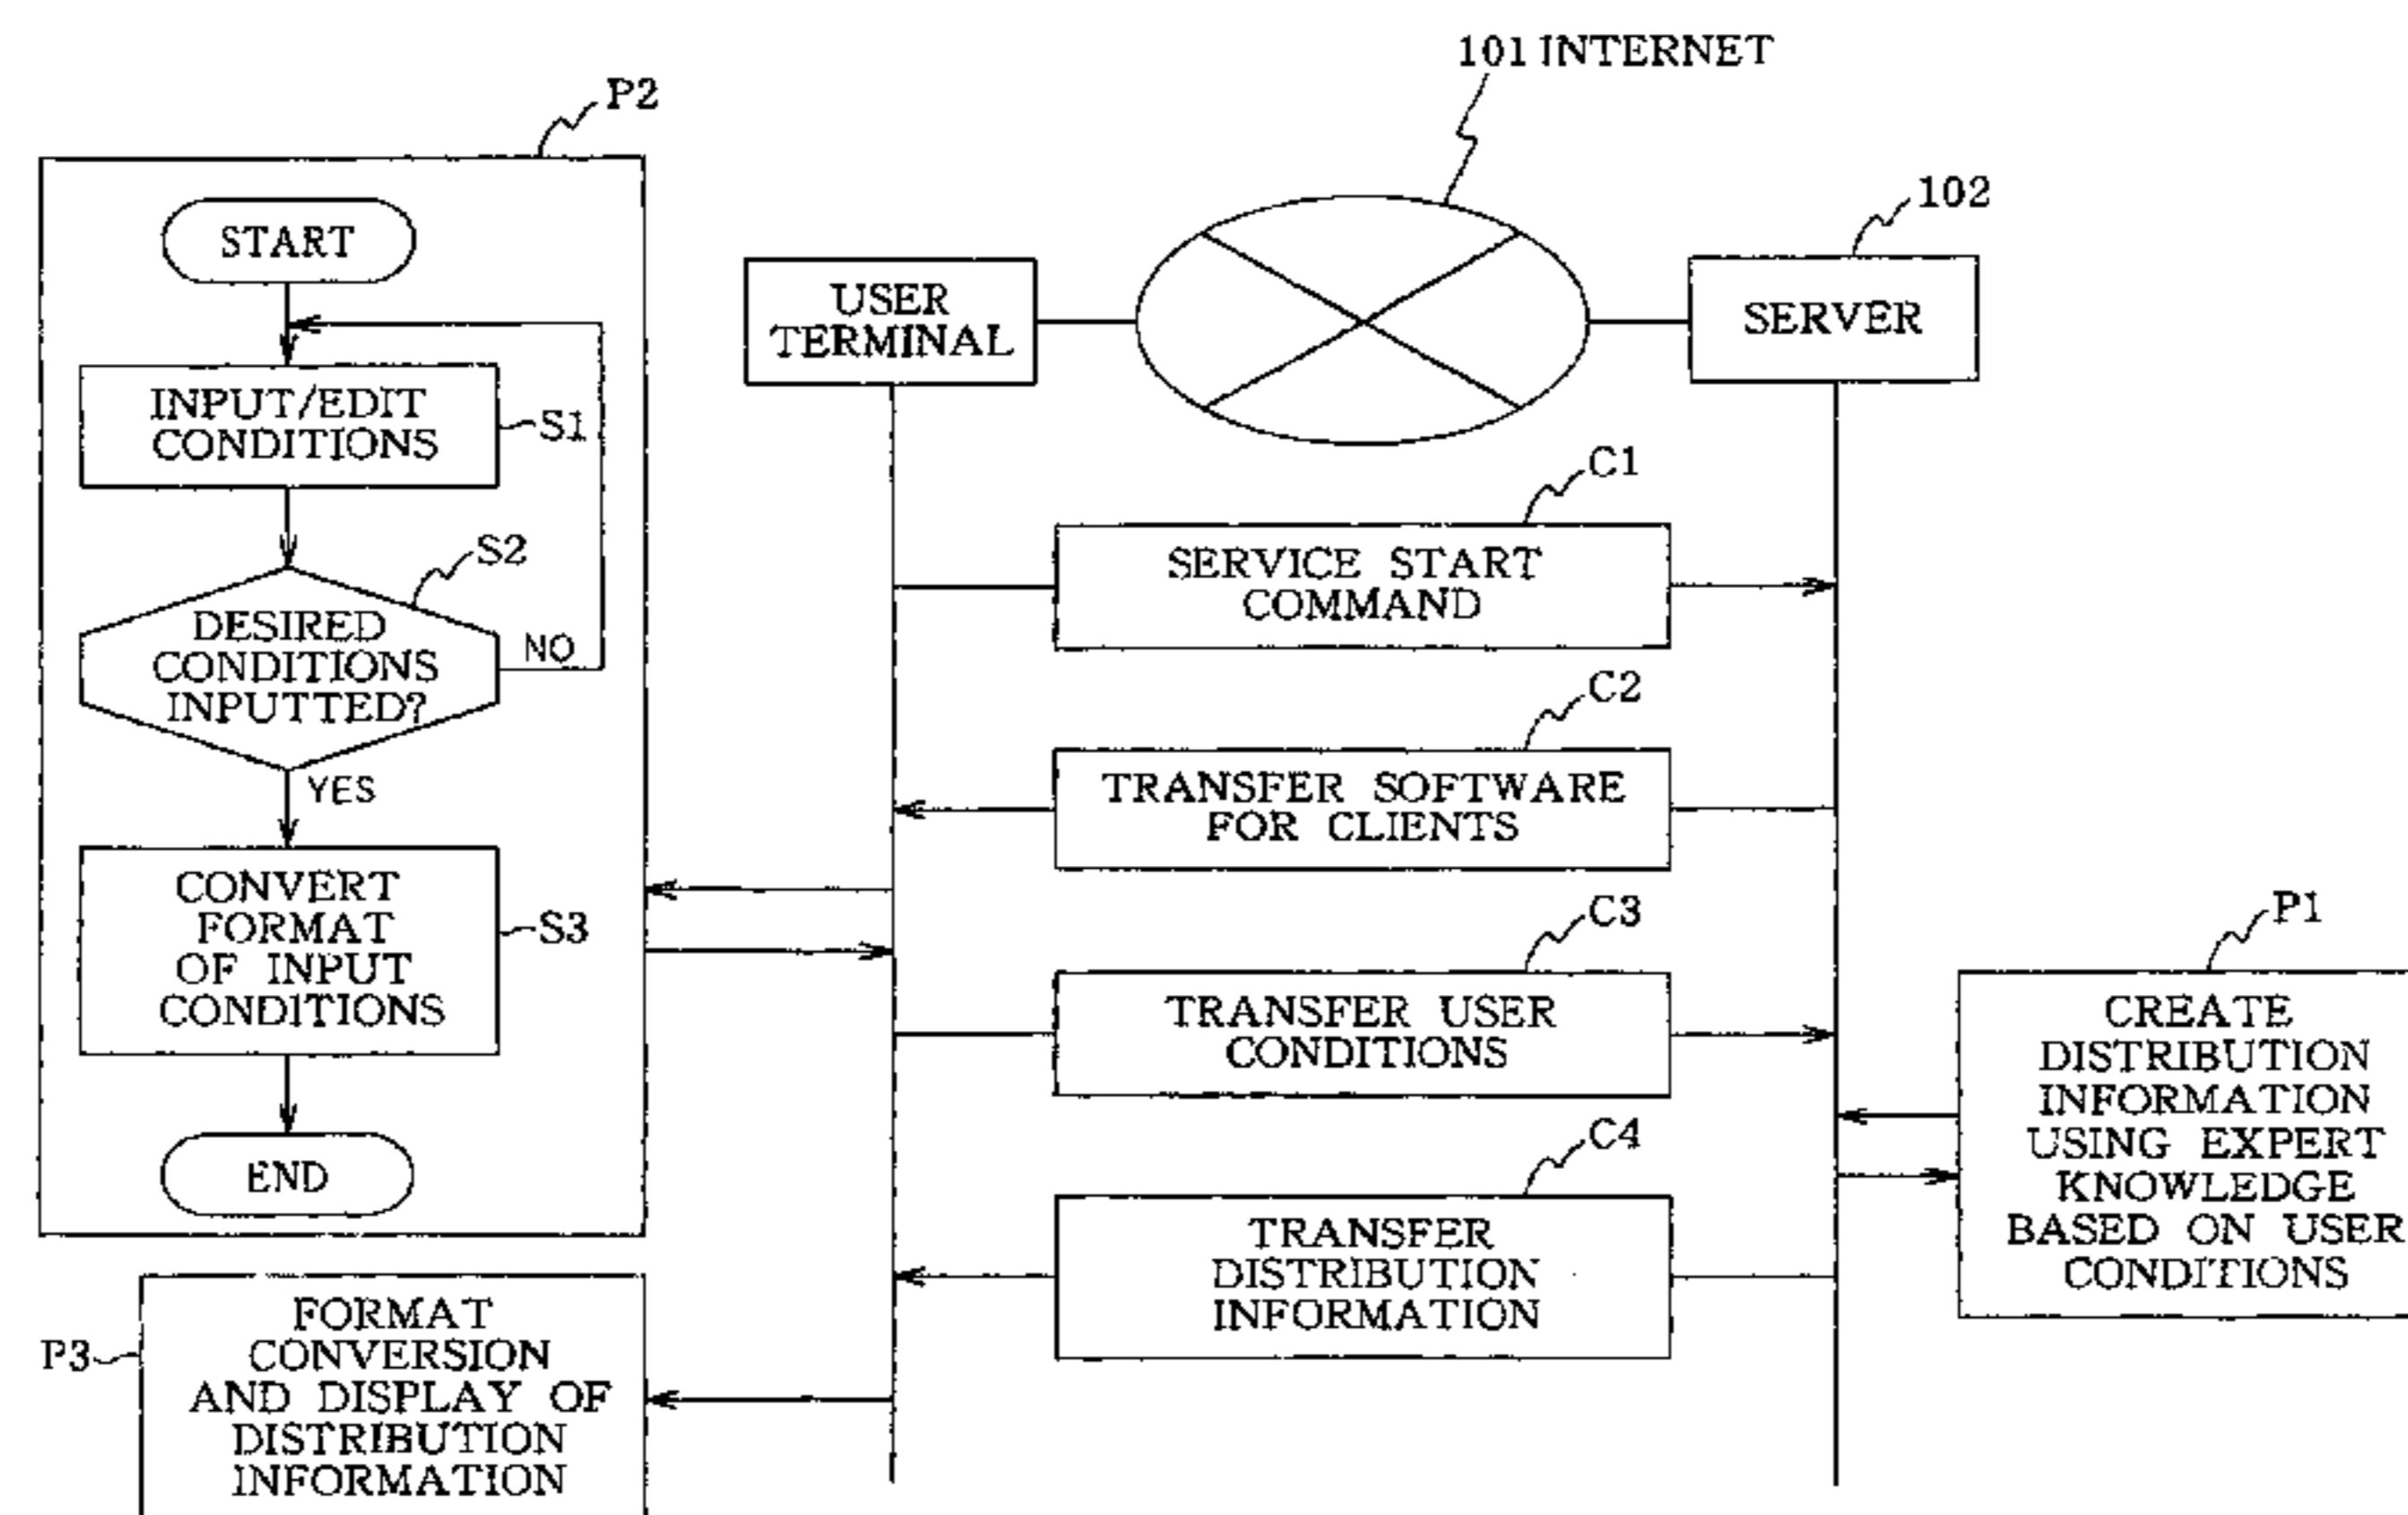 101 INTERNET
P2
102
START
USER
TERMINAL
SERVER
INPUT/EDIT
CONDITIONS
S1
C1
S2
SERVICE START
COMMAND
DESIRED
CONDITIONS
INPUTTED?
NO
C2
YES
TRANSFER SOFTWARE
FOR CLIENTS
CONVERT
FORMAT
OF INPUT
CONDITIONS
S3
C3
P1
TRANSFER USER
CONDITIONS
CREATE
DISTRIBUTION
INFORMATION
USING EXPERT
KNOWLEDGE
BASED ON USER
CONDITIONS
C4
END
TRANSFER
DISTRIBUTION
INFORMATION
P3
FORMAT
CONVERSION
AND DISPLAY OF
DISTRIBUTION
INFORMATION